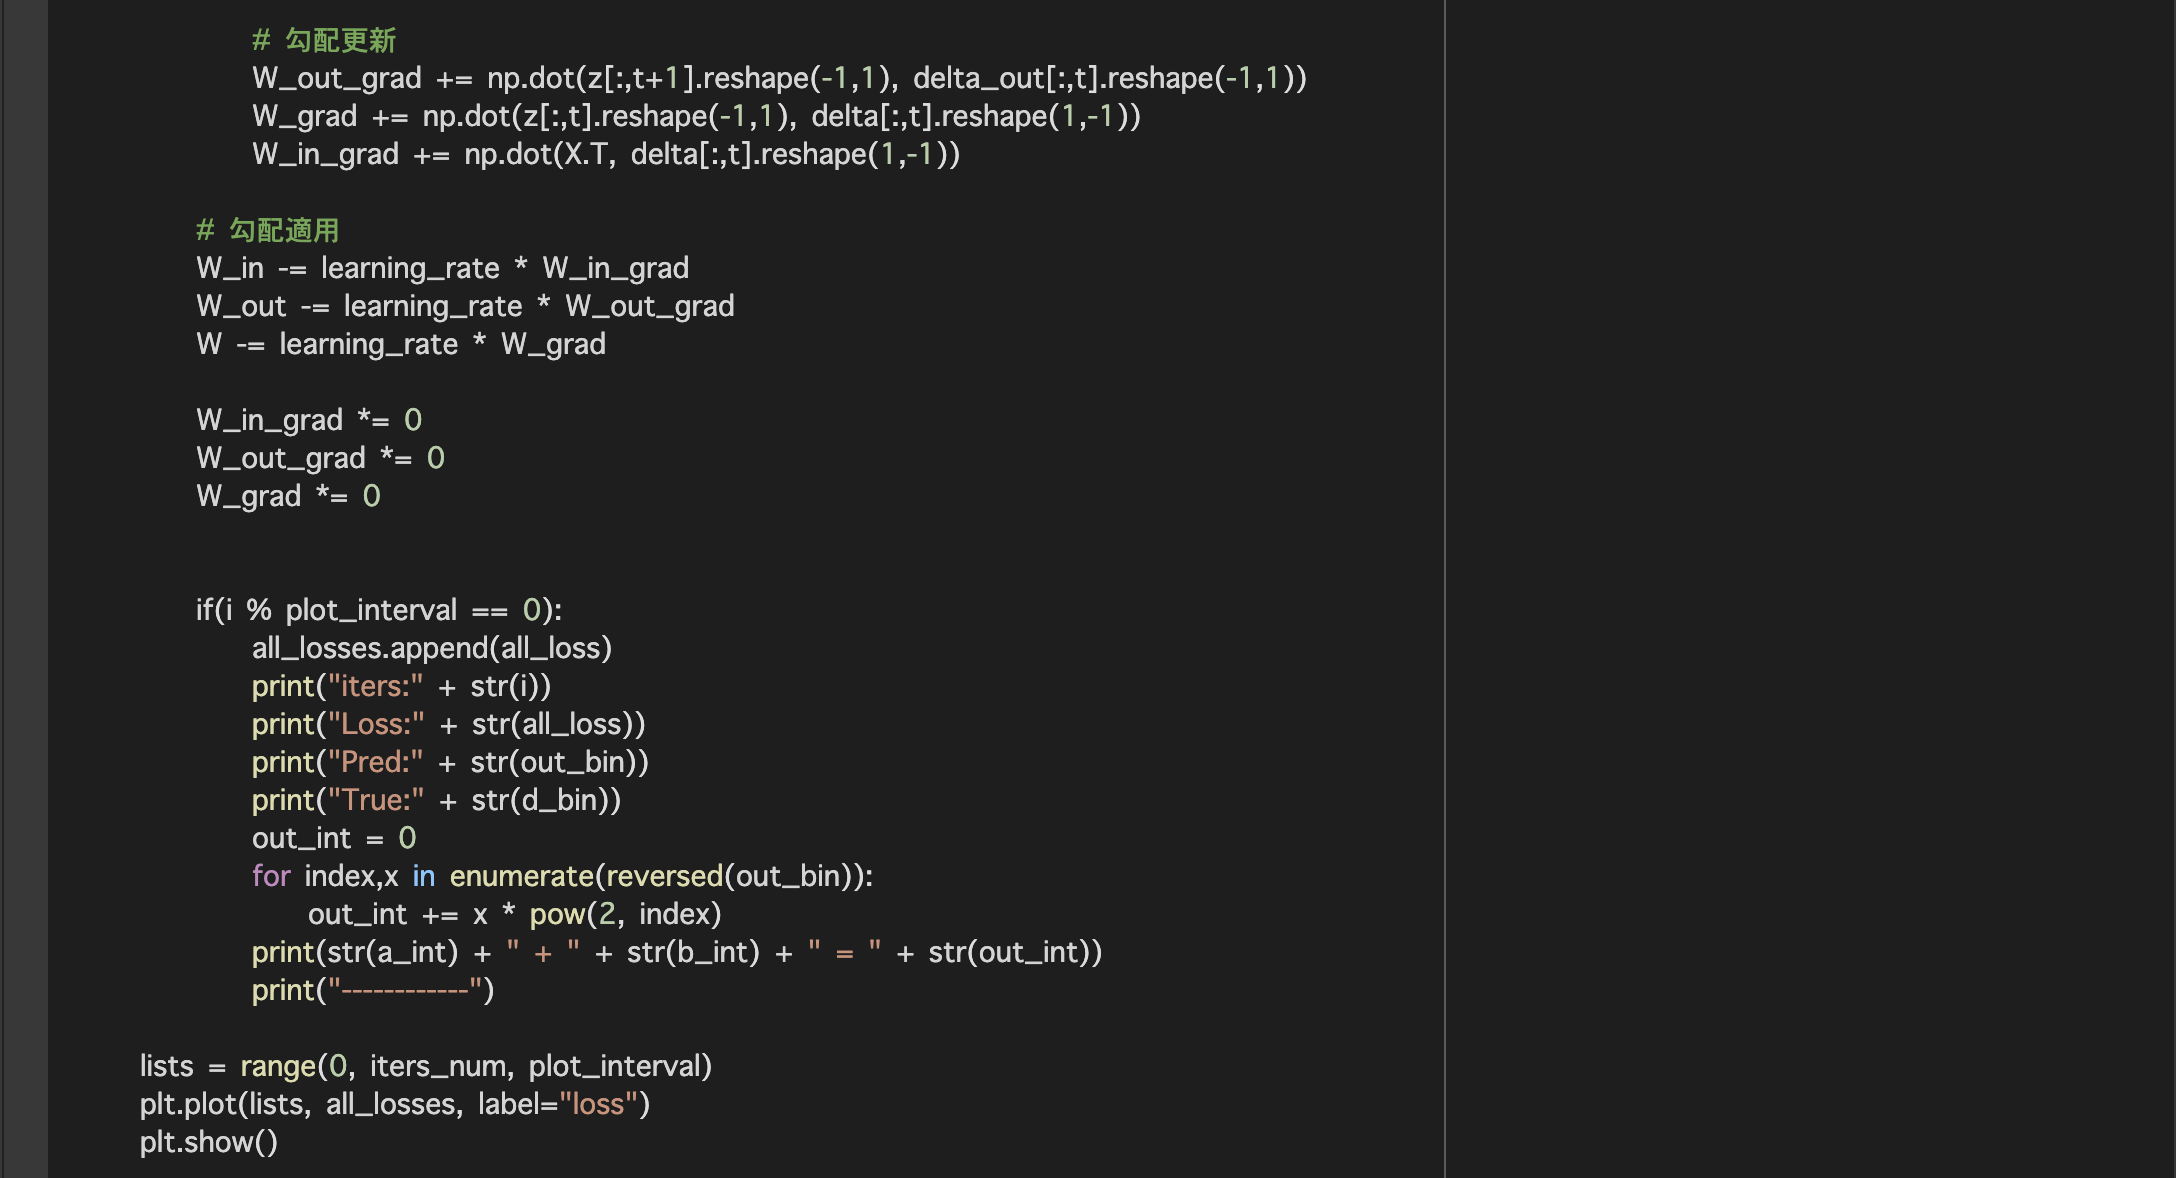 # 勾配更新
W_out_grad += np.dot(z[:,t+1].reshape(-1,1), delta_out[:,t].reshape(-1,1))
W_grad += np.dot(z[:,t].reshape(-1,1), delta[:,t].reshape(1,-1))
W_in_grad += np.dot(X.T, delta[:,t].reshape(1,-1))
# 勾配適用
W_in -= learning_rate * W_in_grad
W_out -= learning_rate * W_out_grad
W -= learning_rate * W_grad
W_in_grad *= 0
W_out_grad *= 0
W_grad *= 0
if(i % plot_interval == 0):
all_losses.append(all_loss)
print("iters:" + str(i))
print("Loss:" + str(all_loss))
print("Pred:" + str(out_bin))
print("True:" + str(d_bin))
out_int = 0
for index,x in enumerate(reversed(out_bin)):
out_int += x * pow(2, index)
print(str(a_int) + " + " + str(b_int) + " = " + str(out_int))
print("------------")
lists = range(0, iters_num, plot_interval)
plt.plot(lists, all_losses, label="loss")
plt.show()